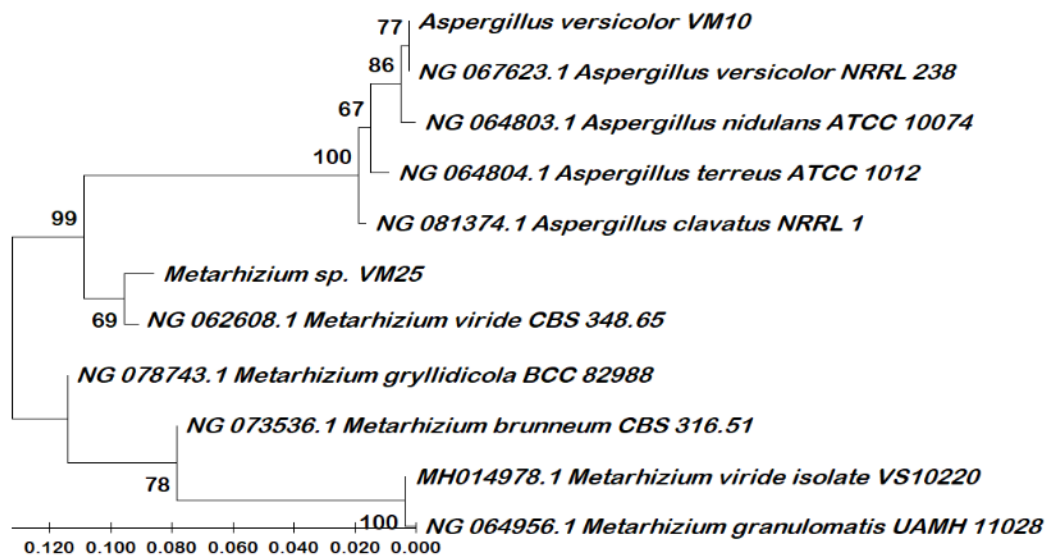 77
Aspergillus versicolor VM10
86
NG 067623.1 Aspergillus versicolor NRRL 238
67
NG 064803.1 Aspergillus nidulans ATCC 10074
100
NG 064804.1 Aspergillus terreus ATCC 1012
99
NG 081374.1 Aspergillus clavatus NRRL 1
Metarhizium sp. VM25
69
NG 062608.1 Metarhizium viride CBS 348.65
NG 078743.1 Metarhizium gryllidicola BCC 82988
NG 073536.1 Metarhizium brunneum CBS 316.51
78
MH014978.1 Metarhizium viride isolate VS10220
100
NG 064956.1 Metarhizium granulomatis UAMH 11028
0.120 0.100 0.080 0.060 0.040 0.020 0.000